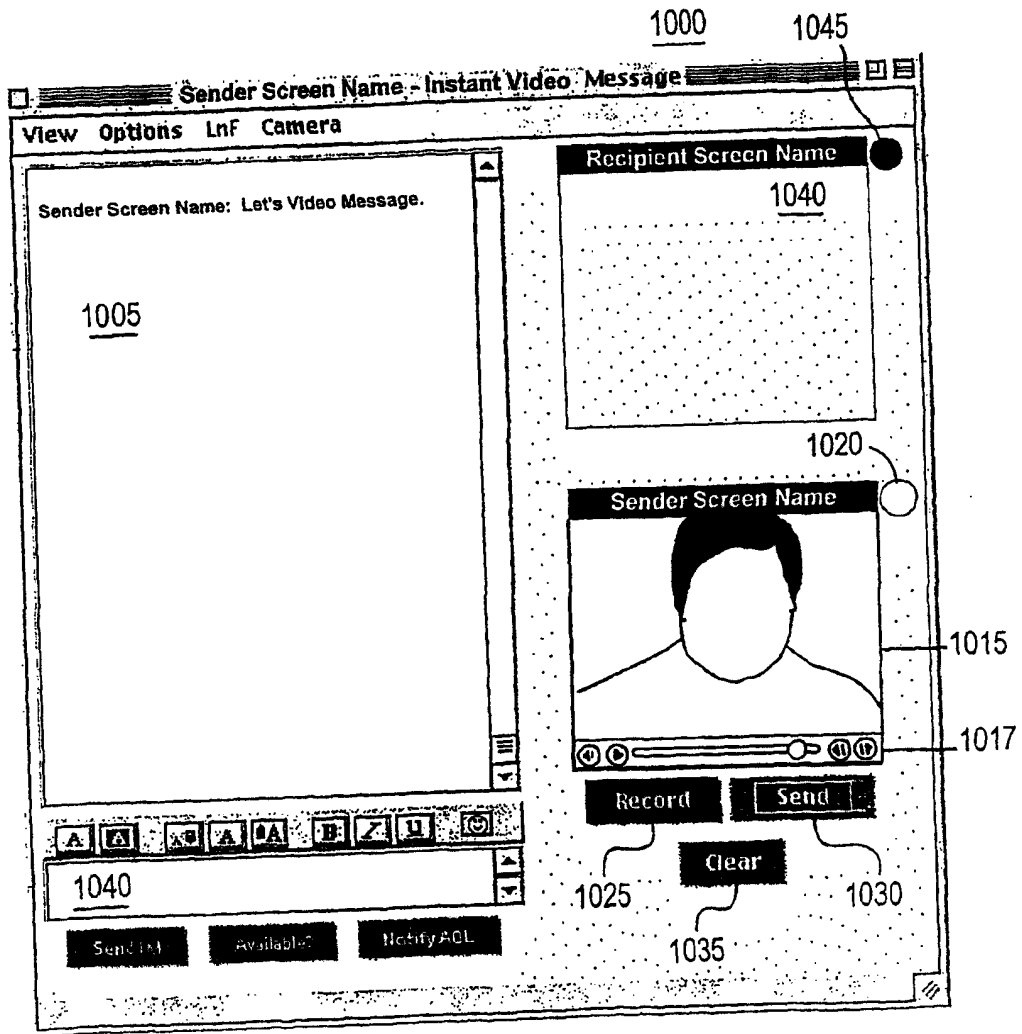 1000
1045
Sender Screen Name - Instant Video Message
View Options LnF Camera
Sender Screen Name: Let's Video Message.
1005
Recipient Screen Name
1040
1020
Sender Screen Name
1015
1017
Record Send
Clear
1025
1030
1035
A A A A A B I U
1040
Send IM Available? Notify AOL